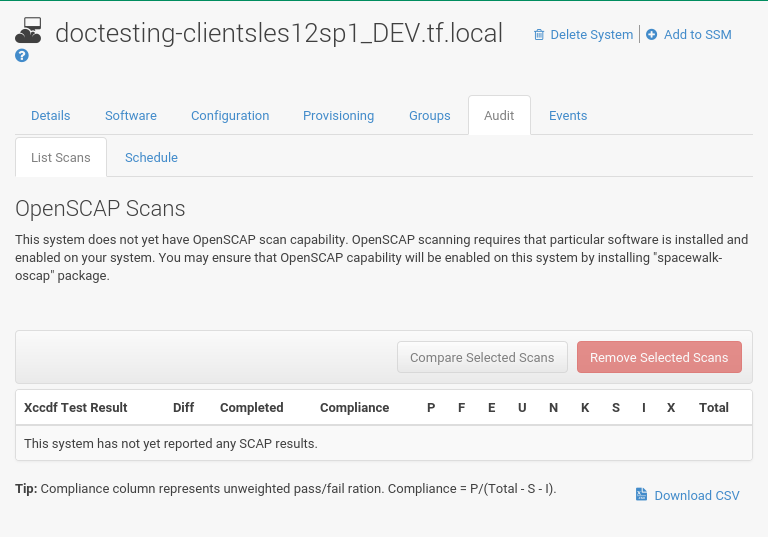 doctesting-clientsles12sp1_DEV.tf.local
Delete System
Add to SSM
?
Details Software Configuration Provisioning Groups Audit Events
List Scans Schedule
OpenSCAP Scans
This system does not yet have OpenSCAP scan capability. OpenSCAP scanning requires that particular software is installed and
enabled on your system. You may ensure that OpenSCAP capability will be enabled on this system by installing "spacewalk-
oscap" package.
Compare Selected Scans Remove Selected Scans
Xccdf Test Result Diff Completed Compliance P F E U N K S I X Total
This system has not yet reported any SCAP results.
Tip: Compliance column represents unweighted pass/fail ration. Compliance = P/(Total - S - I).
Download CSV